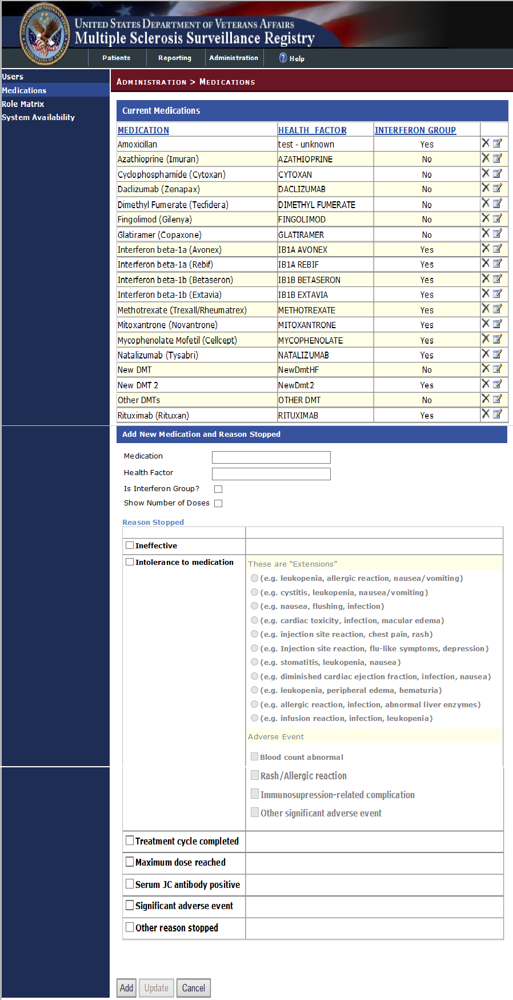 UNITED STATES DEPARTMENT OF VETERANS AFFAIRS
Multiple Sclerosis Surveillance Registry
Patients Reporting Administration ? Help
Users
Medications
Role Matrix
System Availability
ADMINISTRATION > MEDICATIONS
Current Medications
MEDICATION HEALTH_FACTOR INTERFERON GROUP
Amoxicillan test - unknown Yes
Azathioprine (Imuran) AZATHIOPRINE No
Cyclophosphamide (Cytoxan) CYTOXAN No
Daclizumab (Zenapax) DACLIZUMAB No
Dimethyl Fumerate (Tecfidera) DIMETHYL FUMERATE No
Fingolimod (Gilenya) FINGOLIMOD No
Glatiramer (Copaxone) GLATIRAMER No
Interferon beta-1a (Avonex) IB1A AVONEX Yes
Interferon beta-1a (Rebif) IB1A REBIF Yes
Interferon beta-1b (Betaseron) IB1B BETASERON Yes
Interferon beta-1b (Extavia) IB1B EXTAVIA Yes
Methotrexate (Trexall/Rheumatrex) METHOTREXATE Yes
Mitoxantrone (Novantrone) MITOXANTRONE Yes
Mycophenolate Mofetil (Cellcept) MYCOPHENOLATE Yes
Natalizumab (Tysabri) NATALIZUMAB Yes
New DMT NewDmtHF No
New DMT 2 NewDmt2 Yes
Other DMTs OTHER DMT No
Rituximab (Rituxan) RITUXIMAB Yes
Add New Medication and Reason Stopped
Medication
Health Factor
Is Interferon Group?
Show Number of Doses
Reason Stopped
Ineffective
Intolerance to medication
These are “Extensions”
(e.g. leukopenia, allergic reaction, nausea/vomiting)
(e.g. cystitis, leukopenia, nausea/vomiting)
(e.g. nausea, flushing, infection)
(e.g. cardiac toxicity, infection, macular edema)
(e.g. injection site reaction, chest pain, rash)
(e.g. Injection site reaction, flu-like symptoms, depression)
(e.g. stomatitis, leukopenia, nausea)
(e.g. diminished cardiac ejection fraction, infection, nausea)
(e.g. leukopenia, peripheral edema, hematuria)
(e.g. allergic reaction, infection, abnormal liver enzymes)
(e.g. infusion reaction, infection, leukopenia)
Adverse Event
Blood count abnormal
Rash/Allergic reaction
Immunosupression-related complication
Other significant adverse event
Treatment cycle completed
Maximum dose reached
Serum JC antibody positive
Significant adverse event
Other reason stopped
Add Update Cancel